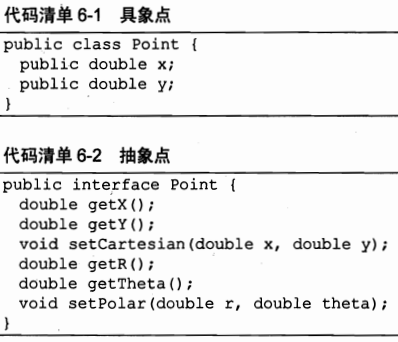 代码清单 6-1 具象点
public class Point {
public double x;
public double y;
}
代码清单 6-2 抽象点
public interface Point {
double getX();
double getY();
void setCartesian(double x, double y);
double getR();
double getTheta();
void setPolar(double r, double theta);
}